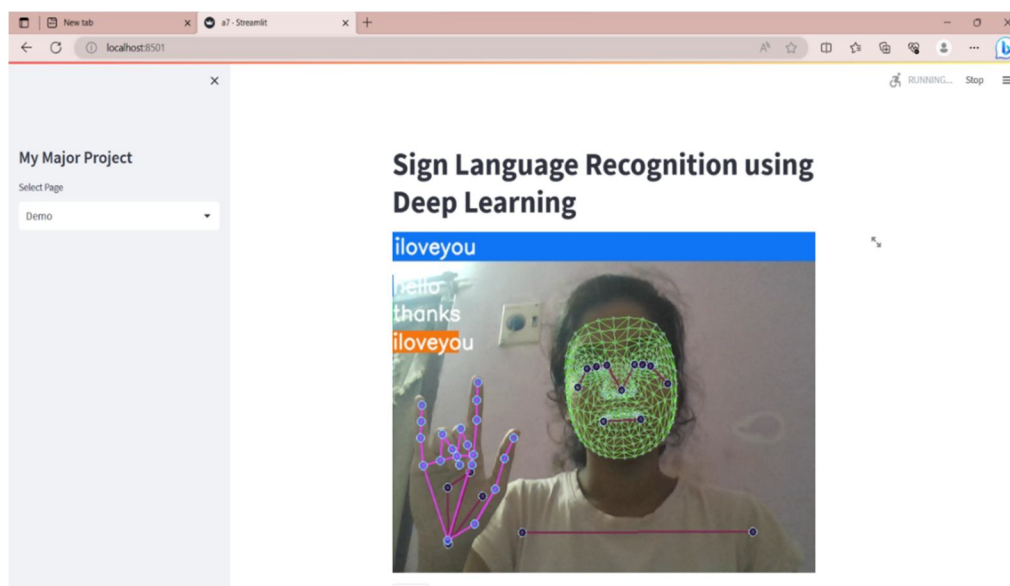 New tab
a7 · Streamlit
localhost:8501
RUNNING...
Stop
My Major Project
Select Page
Demo
Sign Language Recognition using
Deep Learning
iloveyou
hello
thanks
iloveyou